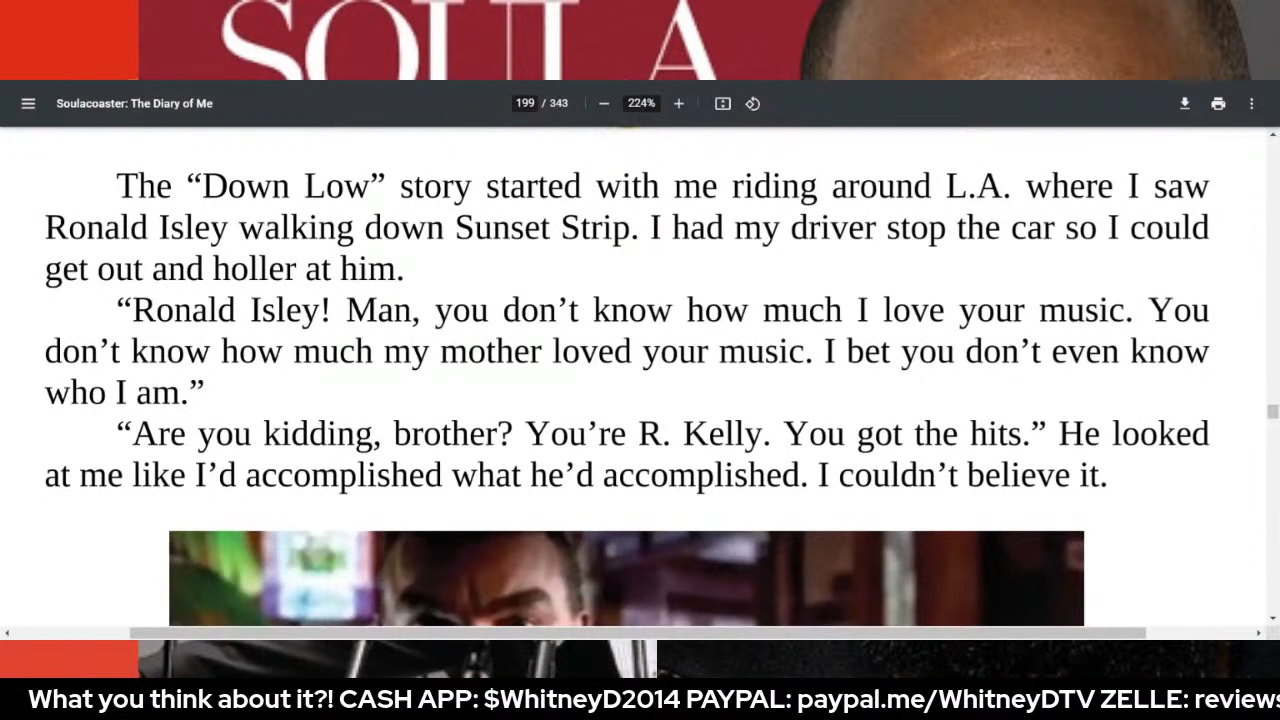 SOULA
Soulacoaster: The Diary of Me
199 / 343
224%
The “Down Low” story started with me riding around L.A. where I saw
Ronald Isley walking down Sunset Strip. I had my driver stop the car so I could
get out and holler at him.
“Ronald Isley! Man, you don’t know how much I love your music. You
don’t know how much my mother loved your music. I bet you don’t even know
who I am.”
“Are you kidding, brother? You’re R. Kelly. You got the hits.” He looked
at me like I’d accomplished what he’d accomplished. I couldn’t believe it.
What you think about it?! CASH APP: $WhitneyD2014 PAYPAL: paypal.me/WhitneyDTV ZELLE: reviews